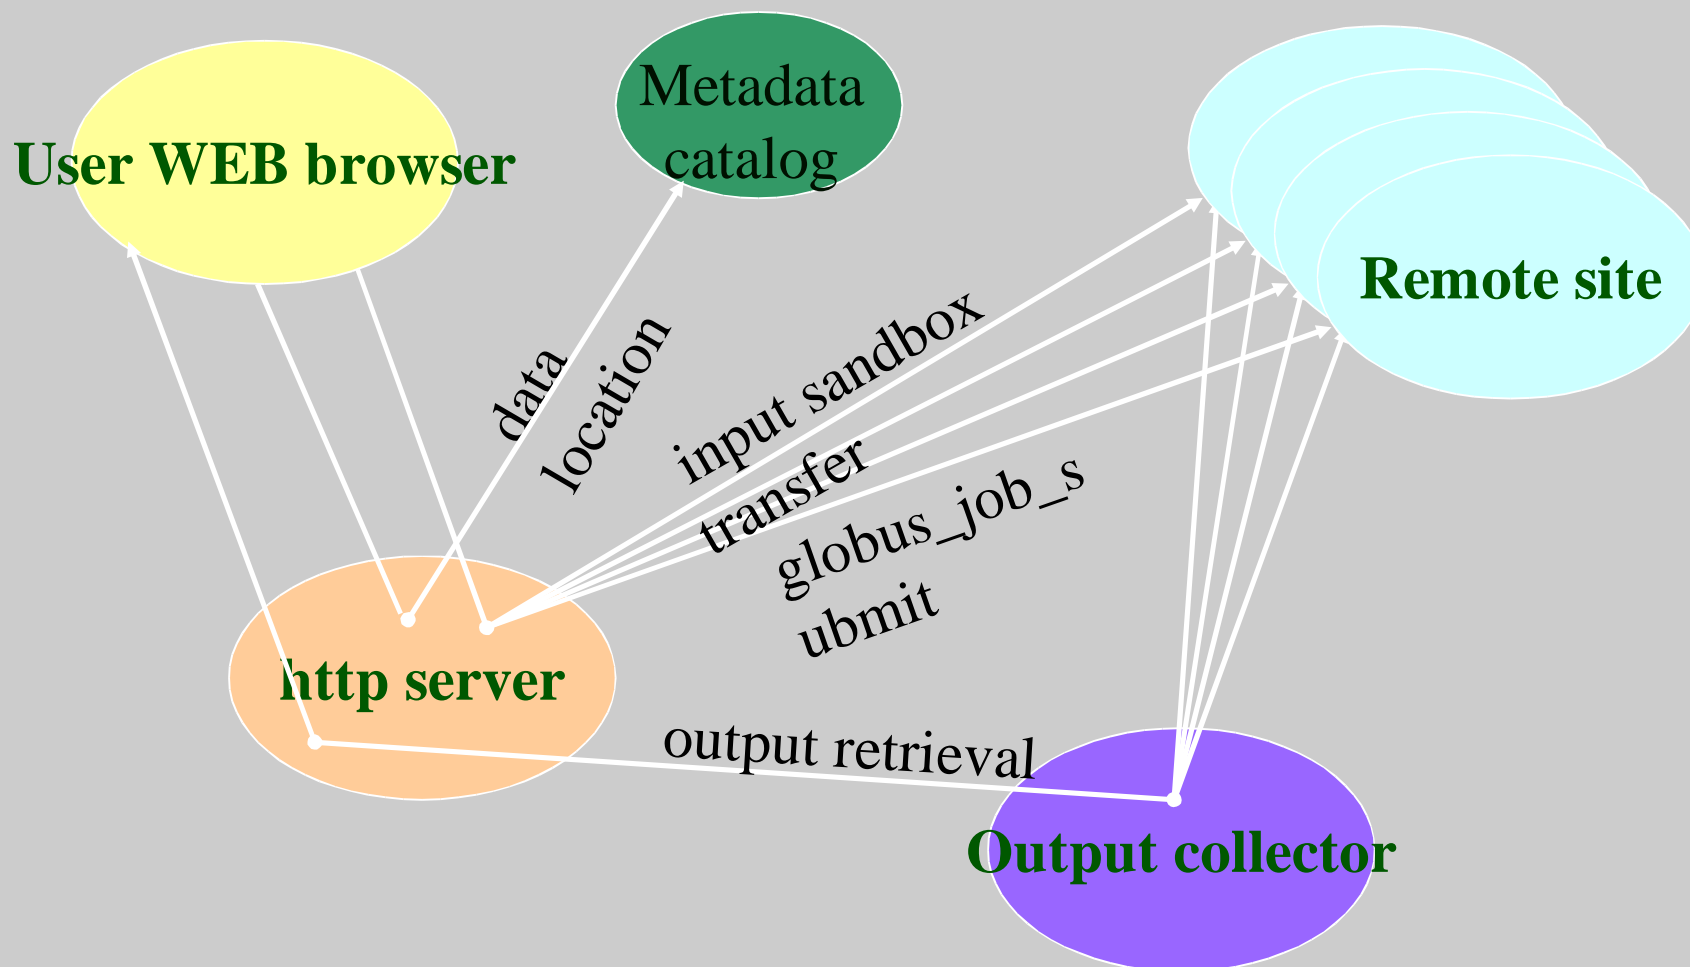 User WEB browser
Metadata
catalog
Remote site
data
location
input sandbox
transfer
globus_job_s
ubmit
http server
output retrieval
Output collector